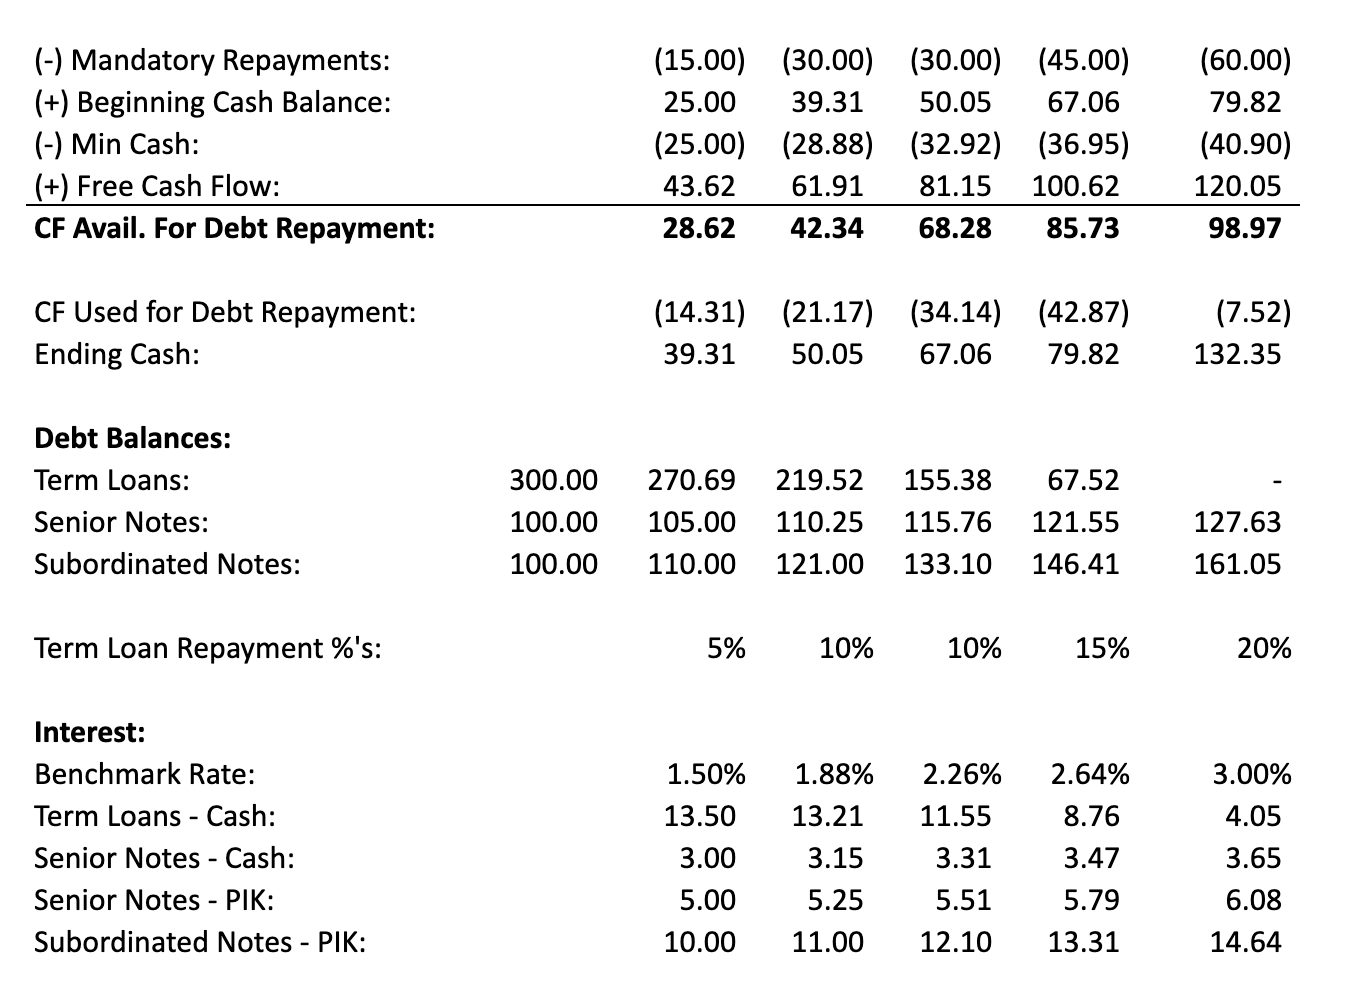 (-) Mandatory Repayments: (15.00) (30.00) (30.00) (45.00) (60.00)
(+) Beginning Cash Balance: 25.00 39.31 50.05 67.06 79.82
(-) Min Cash: (25.00) (28.88) (32.92) (36.95) (40.90)
(+) Free Cash Flow: 43.62 61.91 81.15 100.62 120.05
CF Avail. For Debt Repayment: 28.62 42.34 68.28 85.73 98.97
CF Used for Debt Repayment: (14.31) (21.17) (34.14) (42.87) (7.52)
Ending Cash: 39.31 50.05 67.06 79.82 132.35
Debt Balances:
Term Loans: 300.00 270.69 219.52 155.38 67.52 -
Senior Notes: 100.00 105.00 110.25 115.76 121.55 127.63
Subordinated Notes: 100.00 110.00 121.00 133.10 146.41 161.05
Term Loan Repayment %'s: 5% 10% 10% 15% 20%
Interest:
Benchmark Rate: 1.50% 1.88% 2.26% 2.64% 3.00%
Term Loans - Cash: 13.50 13.21 11.55 8.76 4.05
Senior Notes - Cash: 3.00 3.15 3.31 3.47 3.65
Senior Notes - PIK: 5.00 5.25 5.51 5.79 6.08
Subordinated Notes - PIK: 10.00 11.00 12.10 13.31 14.64